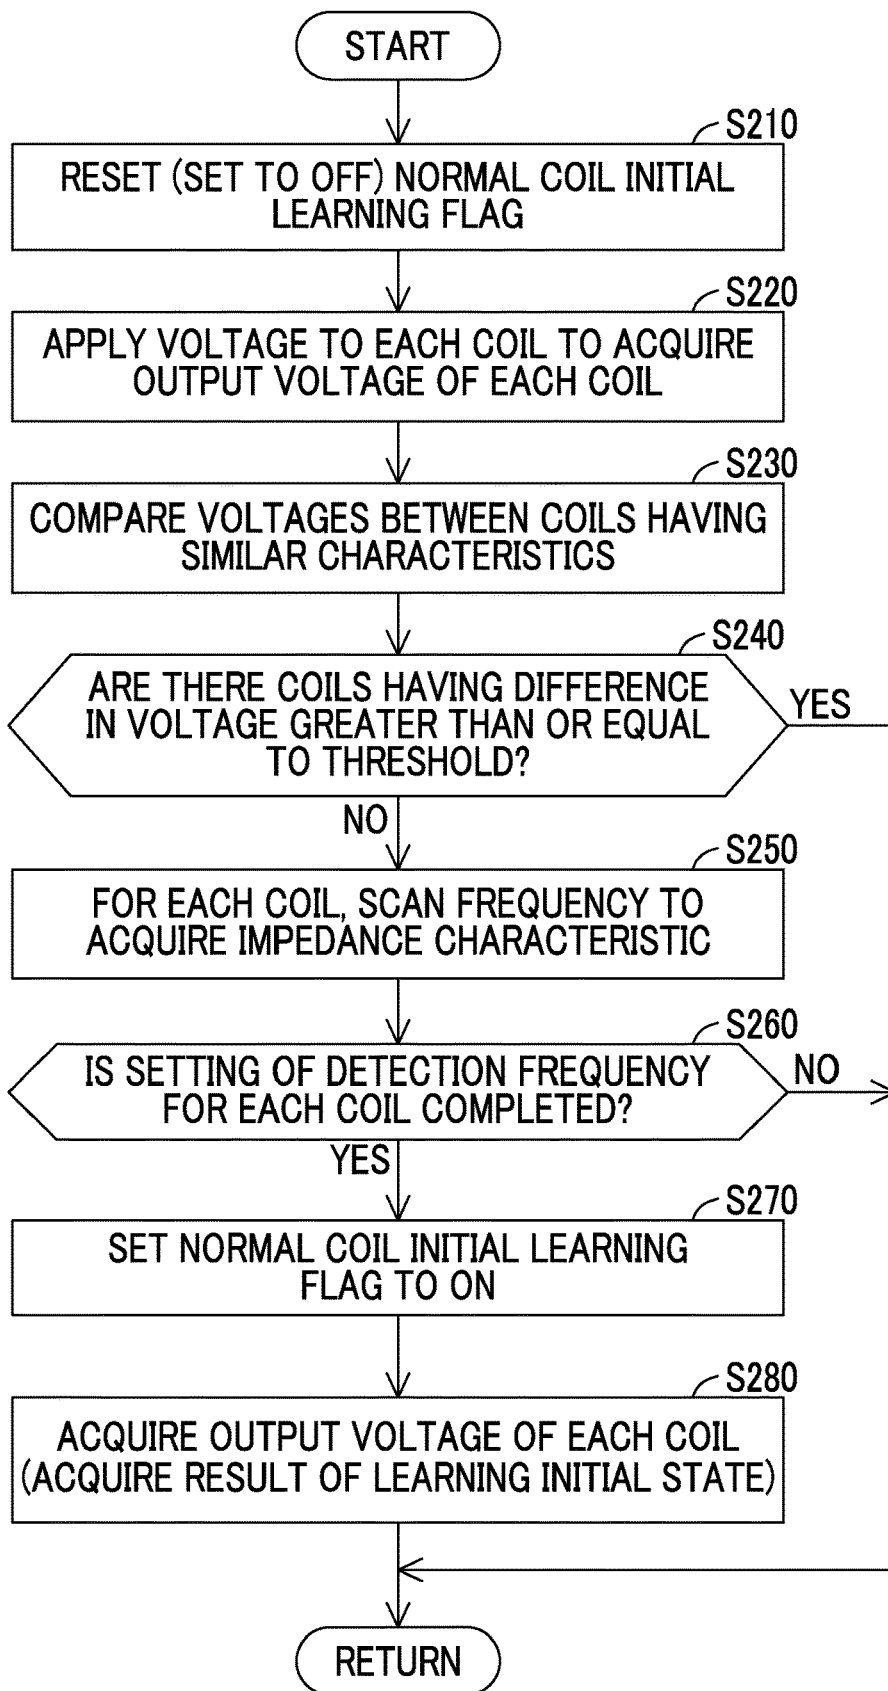 START
S210
RESET (SET TO OFF) NORMAL COIL INITIAL
LEARNING FLAG
S220
APPLY VOLTAGE TO EACH COIL TO ACQUIRE
OUTPUT VOLTAGE OF EACH COIL
S230
COMPARE VOLTAGES BETWEEN COILS HAVING
SIMILAR CHARACTERISTICS
S240
ARE THERE COILS HAVING DIFFERENCE
IN VOLTAGE GREATER THAN OR EQUAL
TO THRESHOLD?
YES
NO
S250
FOR EACH COIL, SCAN FREQUENCY TO
ACQUIRE IMPEDANCE CHARACTERISTIC
S260
IS SETTING OF DETECTION FREQUENCY
FOR EACH COIL COMPLETED?
NO
YES
S270
SET NORMAL COIL INITIAL LEARNING
FLAG TO ON
S280
ACQUIRE OUTPUT VOLTAGE OF EACH COIL
(ACQUIRE RESULT OF LEARNING INITIAL STATE)
RETURN